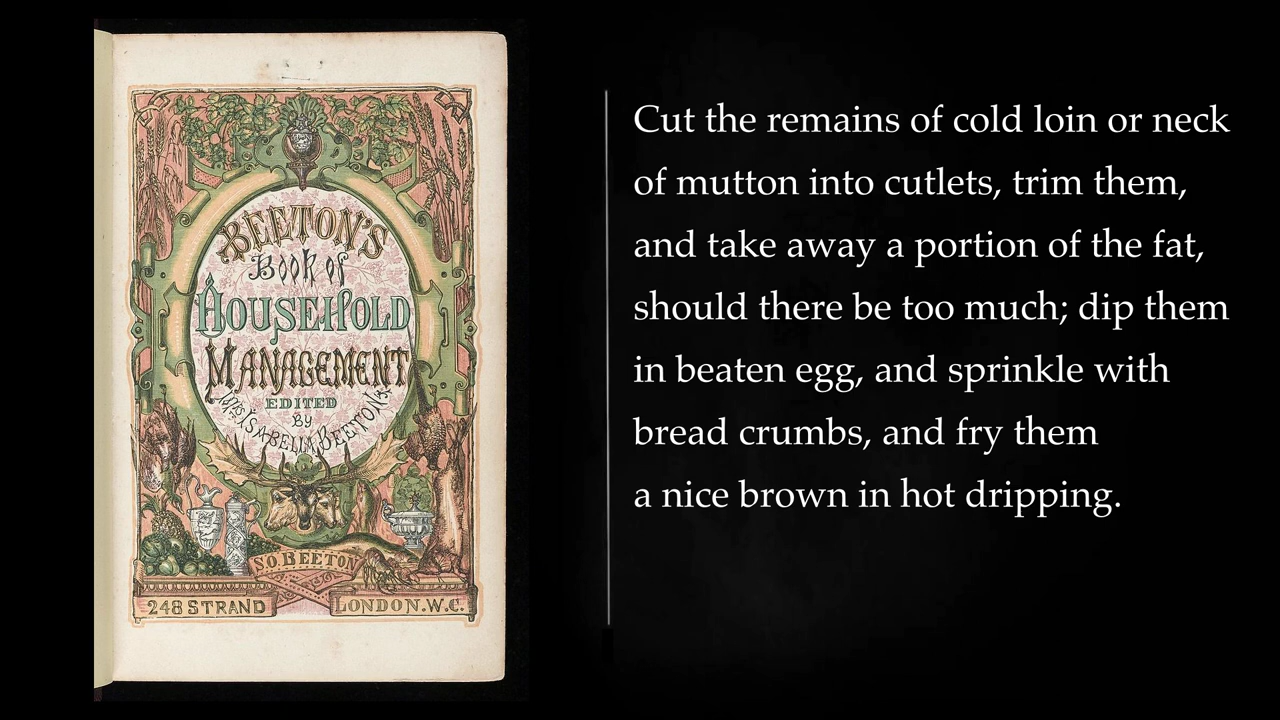 BEETON'S
Book of
HOUSEHOLD
MANAGEMENT
EDITED
By
MRS ISABELLA BEETON
S.O. BEETON
248 STRAND
LONDON. W.C.
Cut the remains of cold loin or neck
of mutton into cutlets, trim them,
and take away a portion of the fat,
should there be too much; dip them
in beaten egg, and sprinkle with
bread crumbs, and fry them
a nice brown in hot dripping.